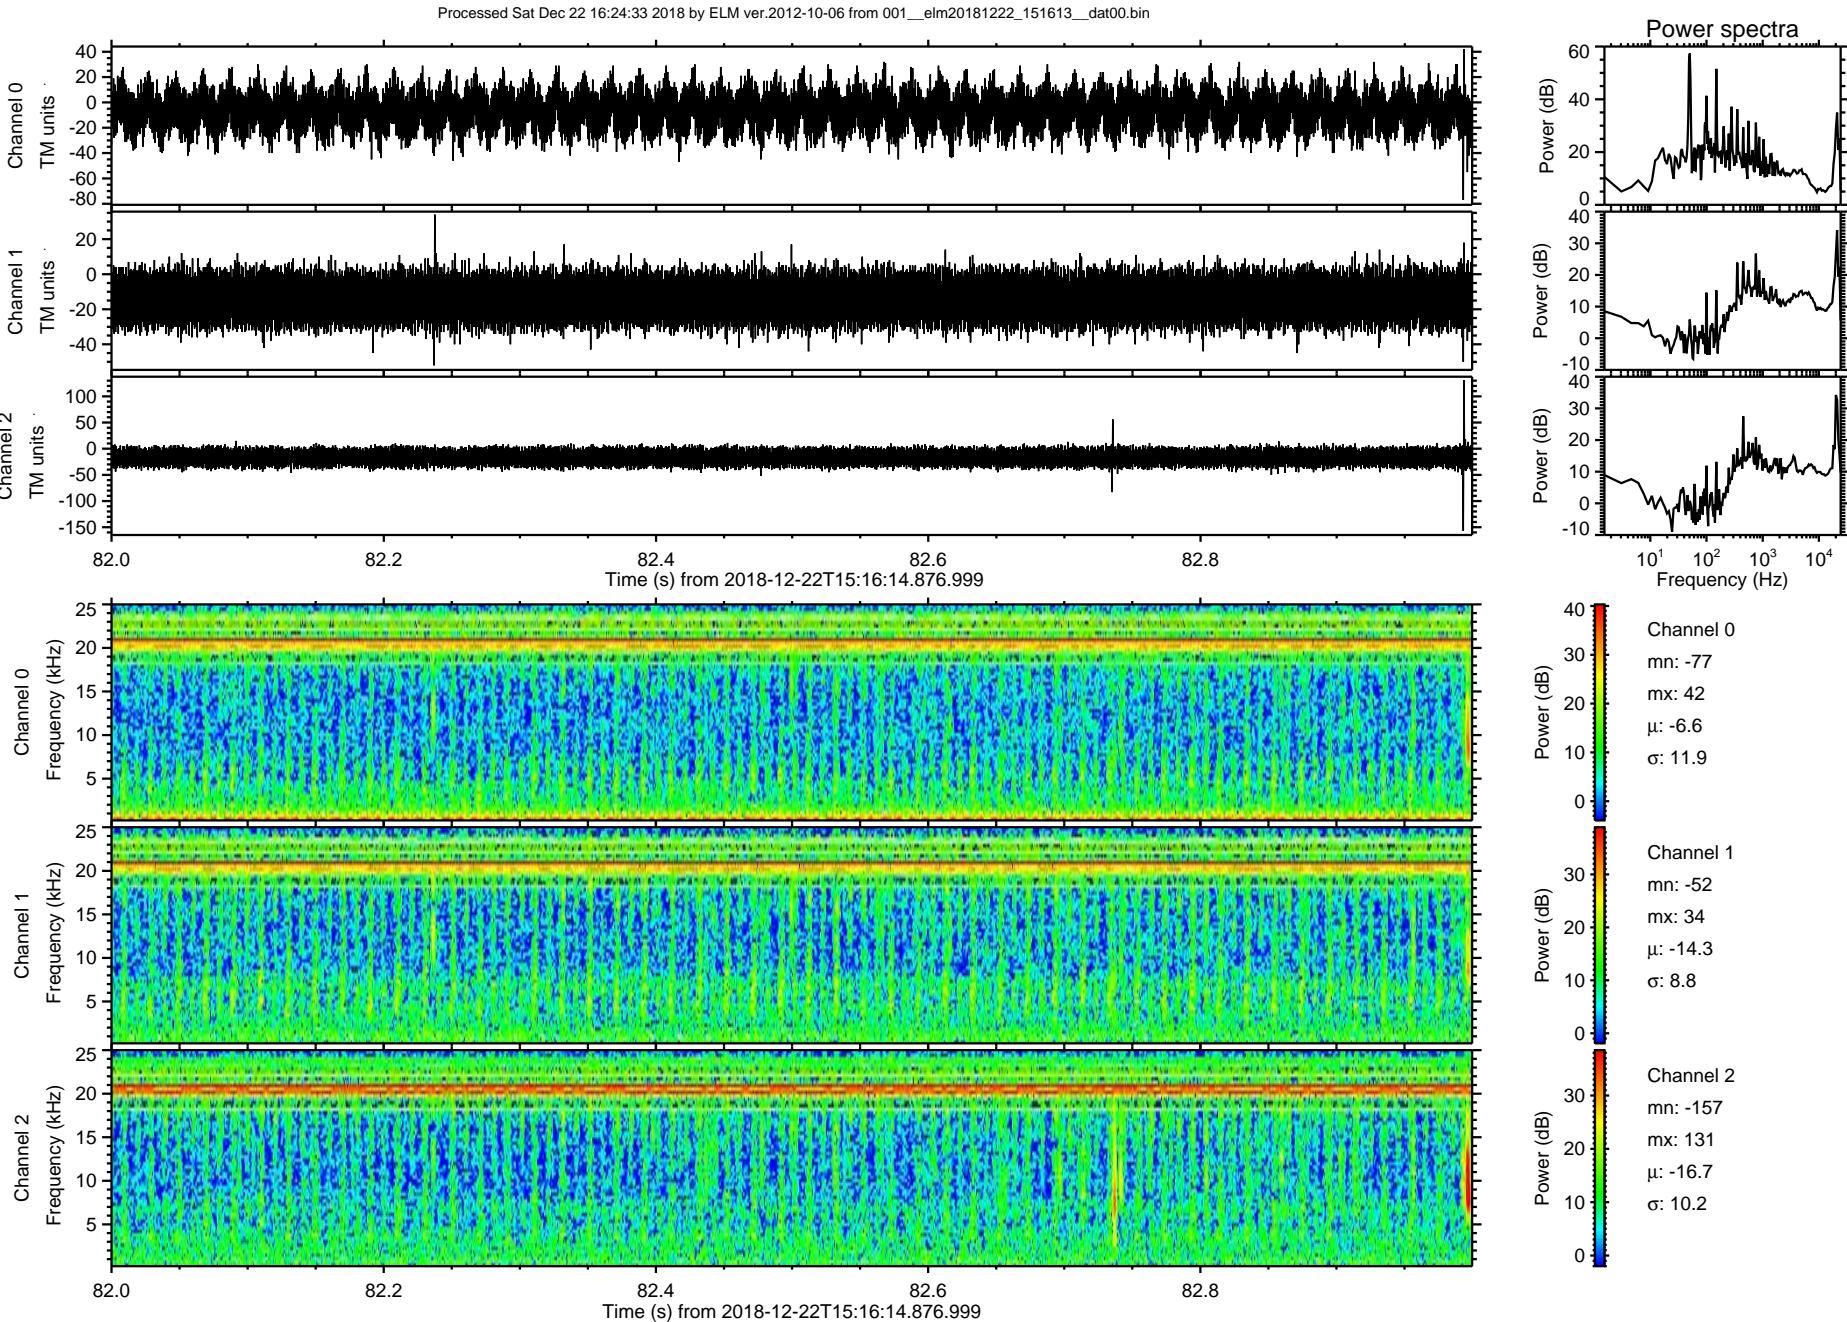 Processed Sat Dec 22 16:24:33 2018 by ELM ver.2012-10-06 from 001__elm20181222_151613__dat00.bin
Power spectra
Channel 0
TM units
40
20
0
-20
-40
-60
-80
Power (dB)
60
40
20
0
Channel 1
TM units
20
0
-20
-40
Power (dB)
40
30
20
10
0
-10
Channel 2
TM units
100
50
0
-50
-100
-150
Power (dB)
40
30
20
10
0
-10
82.0 82.2 82.4 82.6 82.8
Time (s) from 2018-12-22T15:16:14.876.999
10¹ 10² 10³ 10⁴
Frequency (Hz)
Channel 0
Frequency (kHz)
25
20
15
10
5
Power (dB)
40
30
20
10
0
Channel 0
mn: -77
mx: 42
μ: -6.6
σ: 11.9
Channel 1
Frequency (kHz)
25
20
15
10
5
Power (dB)
30
20
10
0
Channel 1
mn: -52
mx: 34
μ: -14.3
σ: 8.8
Channel 2
Frequency (kHz)
25
20
15
10
5
Power (dB)
30
20
10
0
Channel 2
mn: -157
mx: 131
μ: -16.7
σ: 10.2
82.0 82.2 82.4 82.6 82.8
Time (s) from 2018-12-22T15:16:14.876.999